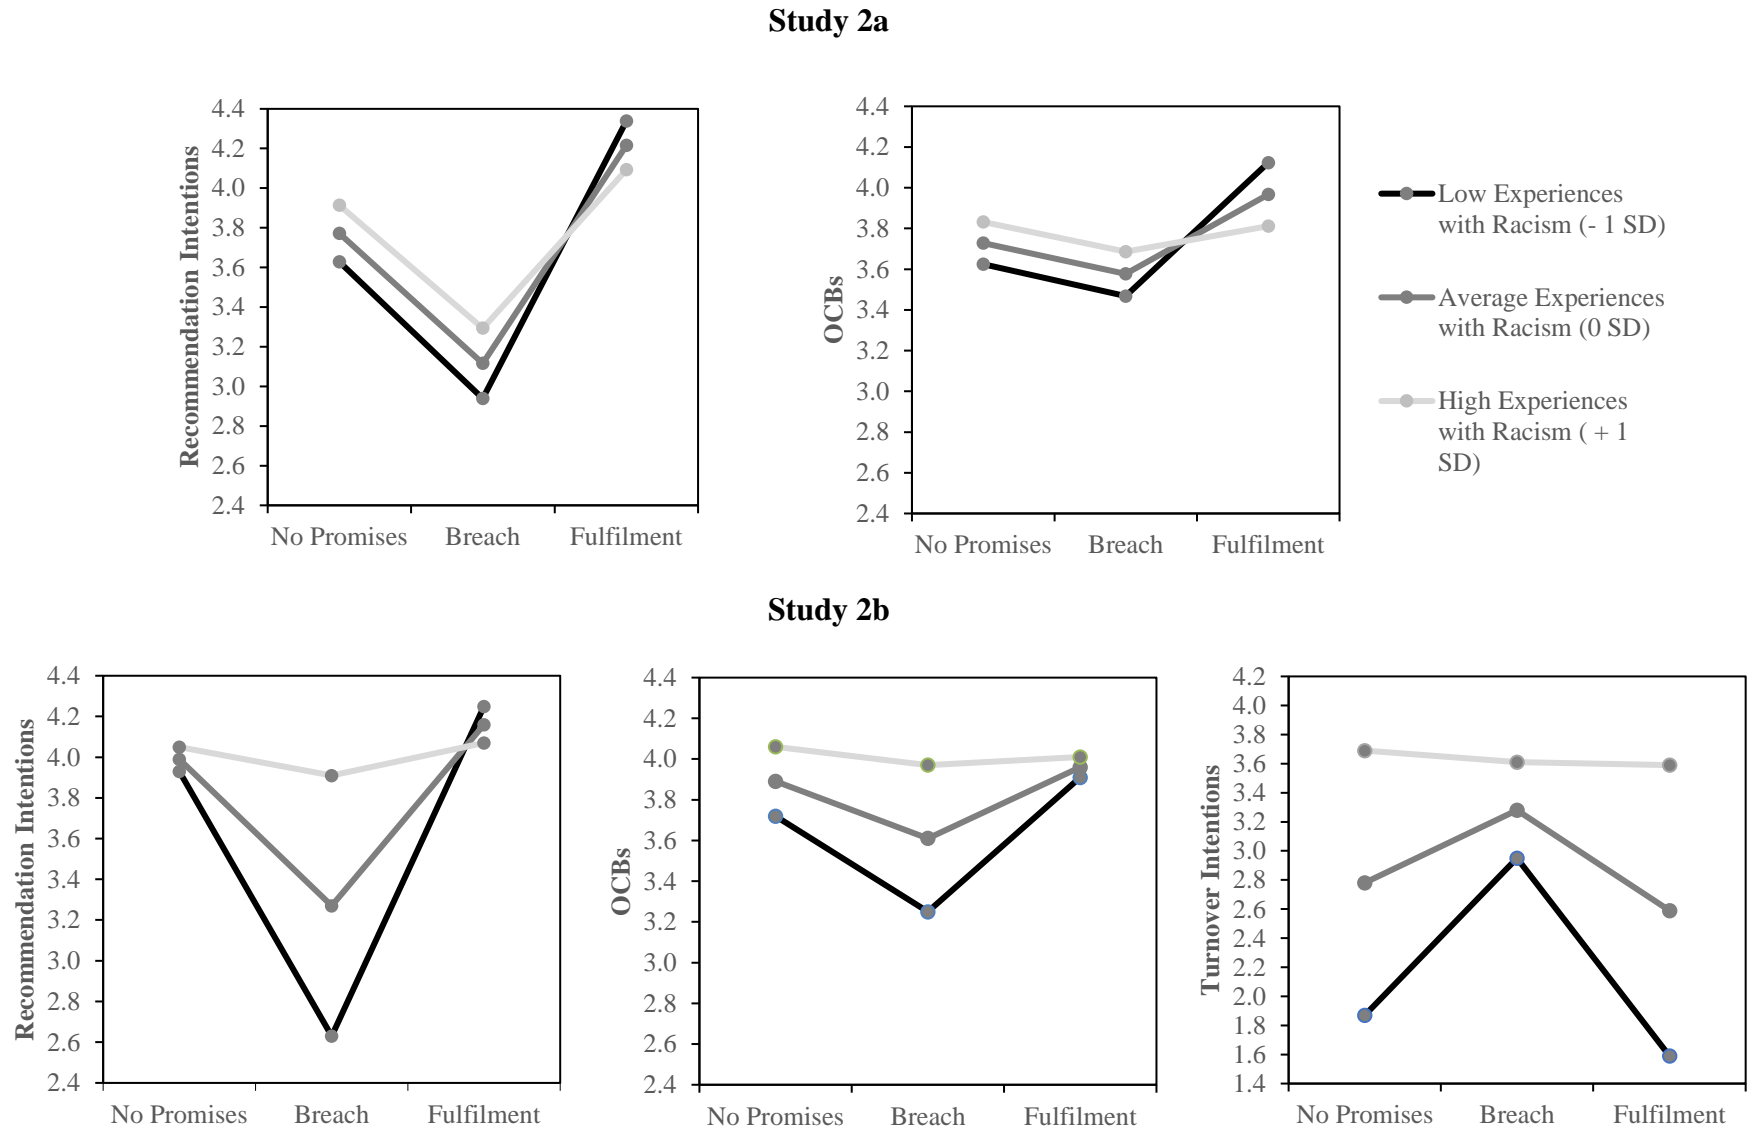 Study 2a
Recommendation Intentions
4.4
4.2
4.0
3.8
3.6
3.4
3.2
3.0
2.8
2.6
2.4
No Promises
Breach
Fulfilment
OCBs
4.4
4.2
4.0
3.8
3.6
3.4
3.2
3.0
2.8
2.6
2.4
No Promises
Breach
Fulfilment
Low Experiences
with Racism (- 1 SD)
Average Experiences
with Racism (0 SD)
High Experiences
with Racism ( + 1
SD)
Study 2b
Recommendation Intentions
4.4
4.2
4.0
3.8
3.6
3.4
3.2
3.0
2.8
2.6
2.4
No Promises
Breach
Fulfilment
OCBs
4.4
4.2
4.0
3.8
3.6
3.4
3.2
3.0
2.8
2.6
2.4
No Promises
Breach
Fulfilment
Turnover Intentions
4.2
4.0
3.8
3.6
3.4
3.2
3.0
2.8
2.6
2.4
2.2
2.0
1.8
1.6
1.4
No Promises
Breach
Fulfilment